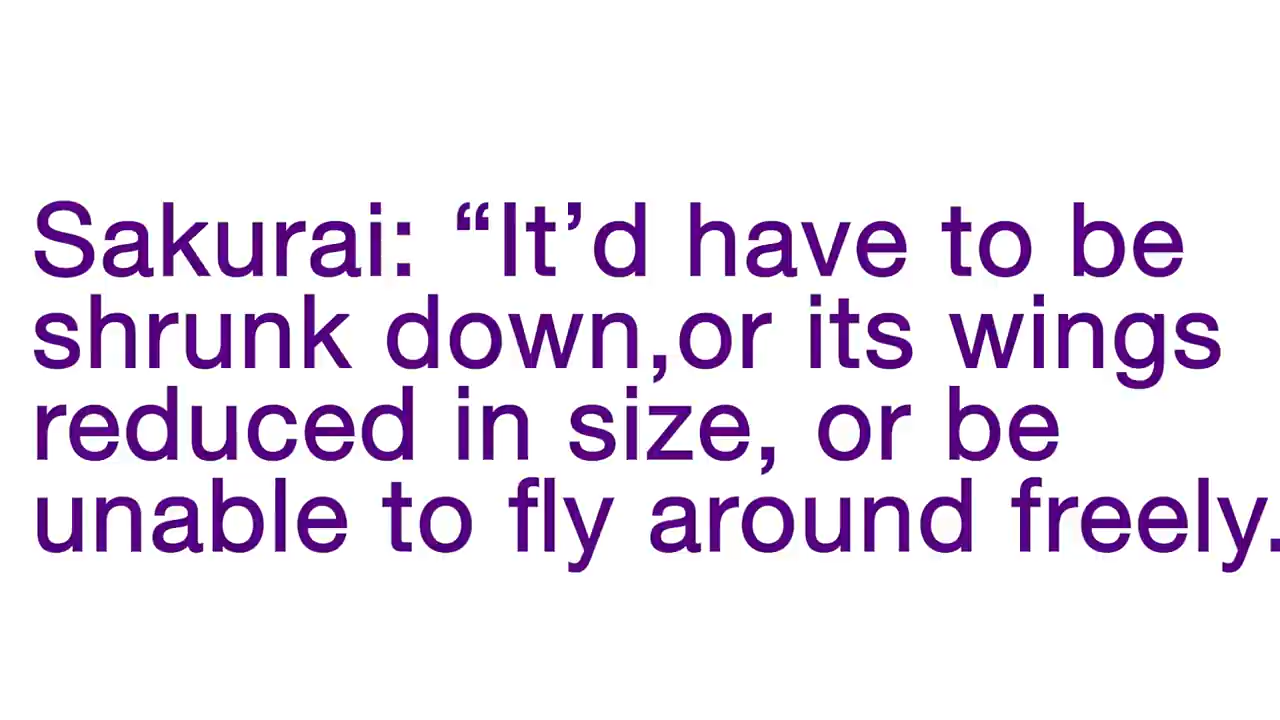 Sakurai: “It’d have to be
shrunk down,or its wings
reduced in size, or be
unable to fly around freely.